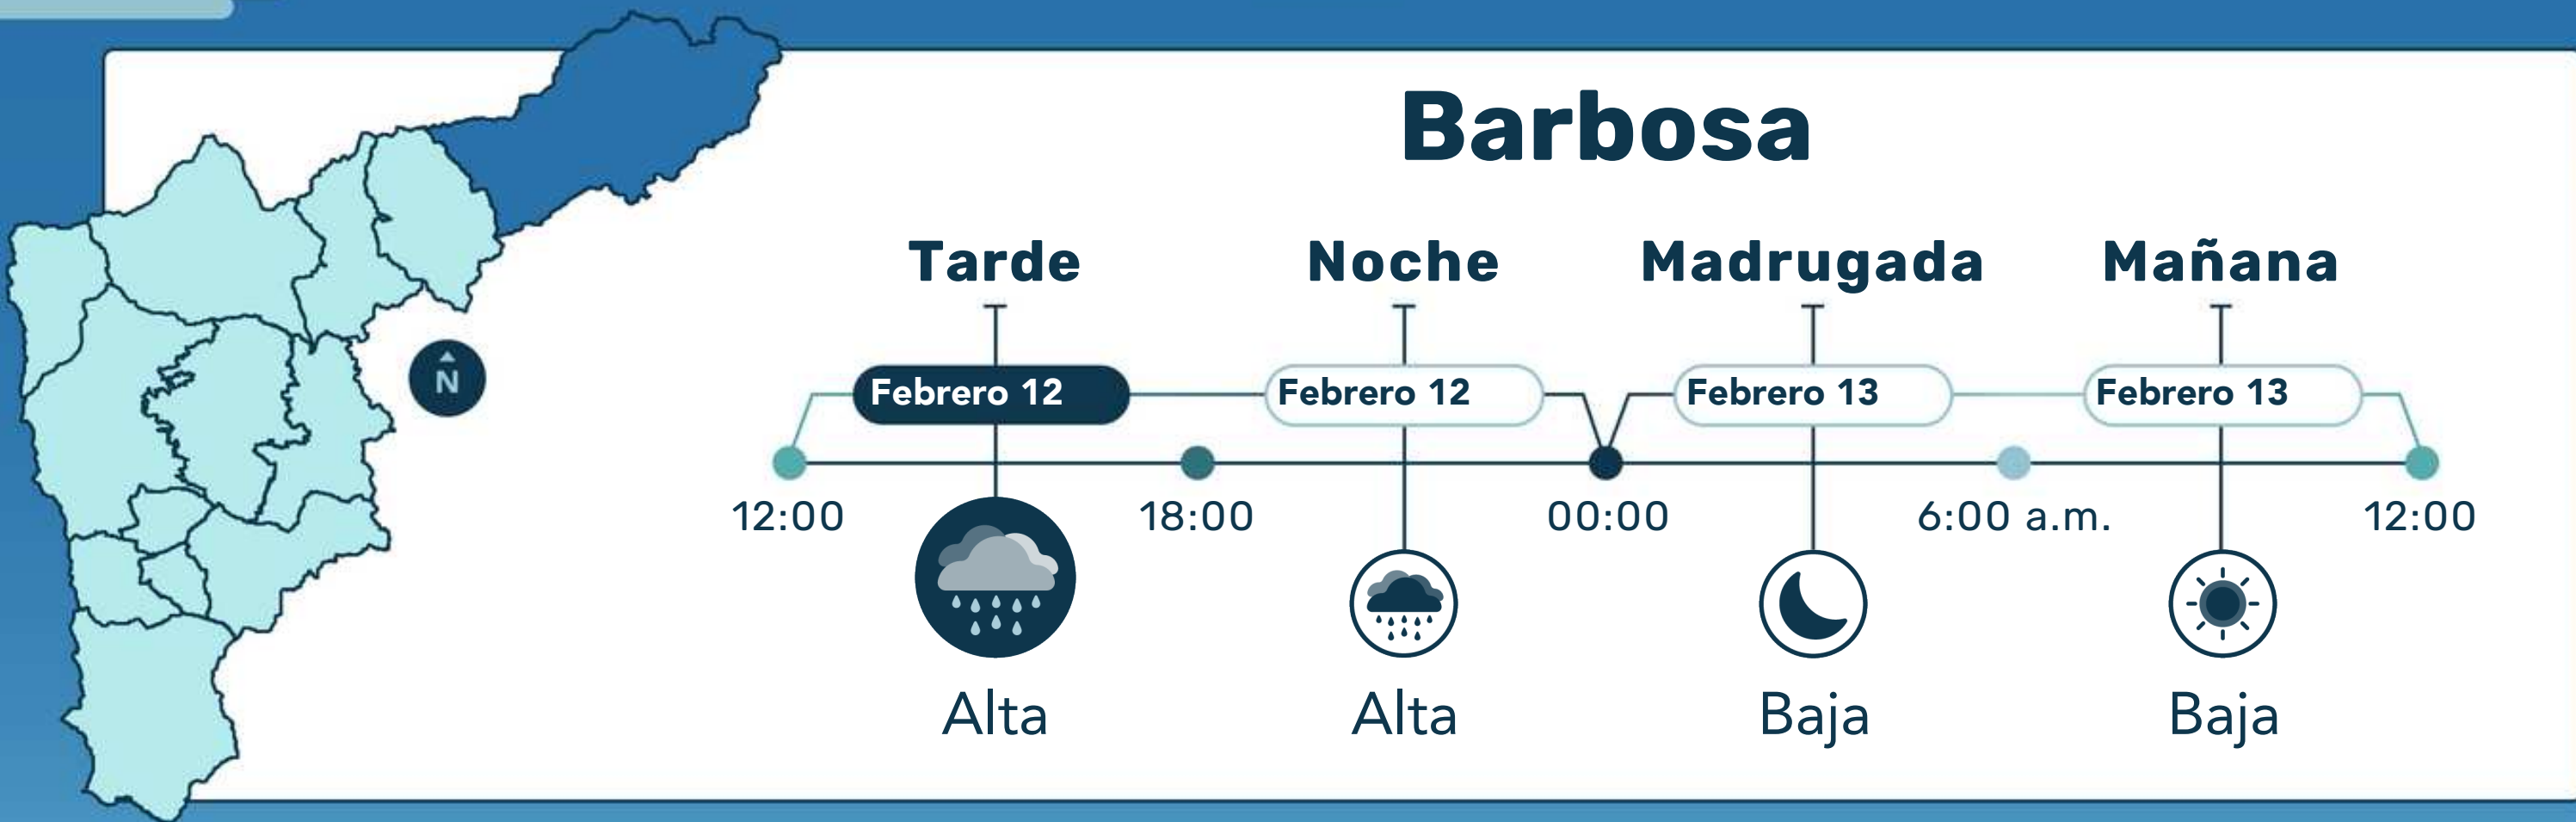 Barbosa
Tarde Noche Madrugada Mañana
N
Febrero 12 Febrero 12 Febrero 13 Febrero 13
12:00 18:00 00:00 6:00 a.m. 12:00
Alta Alta Baja Baja